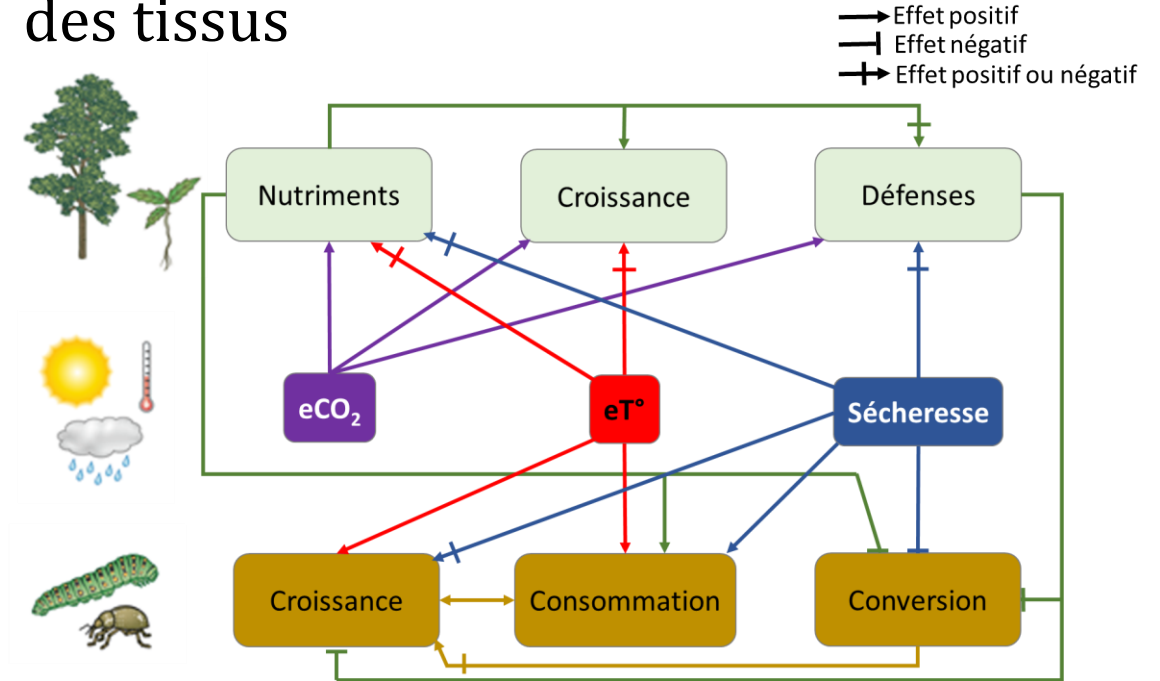 des tissus
Effet positif
Effet négatif
Effet positif ou négatif
Nutriments
Croissance
Défenses
eCO₂
eT°
Sécheresse
Croissance
Consommation
Conversion